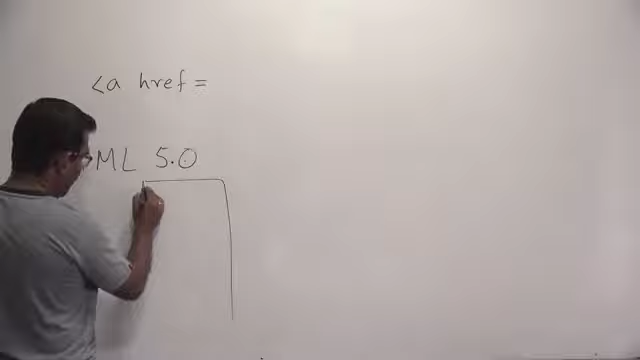 <a href =
ML 5.0